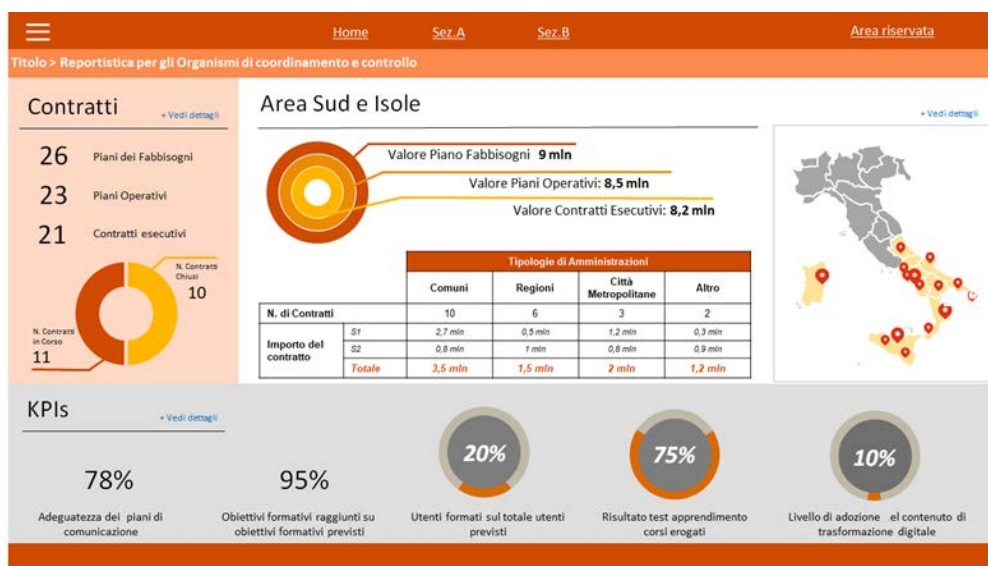 Home Sez.A Sez.B Area riservata
Titolo > Reportistica per gli Organismi di coordinamento e controllo
Contratti
+ Vedi dettagli
26 Piani dei Fabbisogni
23 Piani Operativi
21 Contratti esecutivi
N. Contratti
Chiusi
10
N. Contratti
in Corso
11
Area Sud e Isole
+ Vedi dettagli
Valore Piano Fabbisogni 9 mln
Valore Piani Operativi: 8,5 mln
Valore Contratti Esecutivi: 8,2 mln
Tipologie di Amministrazioni
Comuni Regioni Città Metropolitane Altro
N. di Contratti 10 6 3 2
Importo del contratto
S1 2,7 mln 0,5 mln 1,2 mln 0,3 mln
S2 0,8 mln 1 mln 0,8 mln 0,9 mln
Totale 3,5 mln 1,5 mln 2 mln 1,2 mln
KPIs
+ Vedi dettagli
78%
Adeguatezza dei piani di
comunicazione
95%
Obiettivi formativi raggiunti su
obiettivi formativi previsti
20%
Utenti formati sul totale utenti
previsti
75%
Risultato test apprendimento
corsi erogati
10%
Livello di adozione el contenuto di
trasformazione digitale